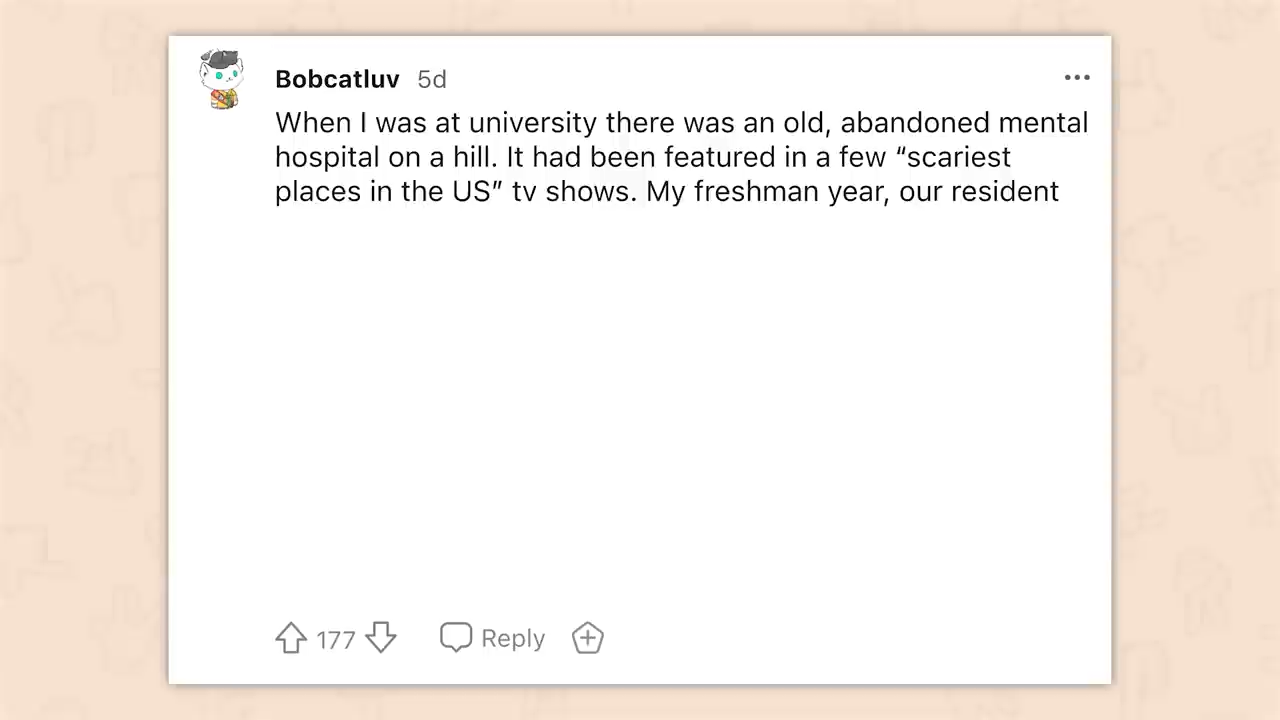 Bobcatluv 5d
When I was at university there was an old, abandoned mental
hospital on a hill. It had been featured in a few “scariest
places in the US” tv shows. My freshman year, our resident
177 Reply